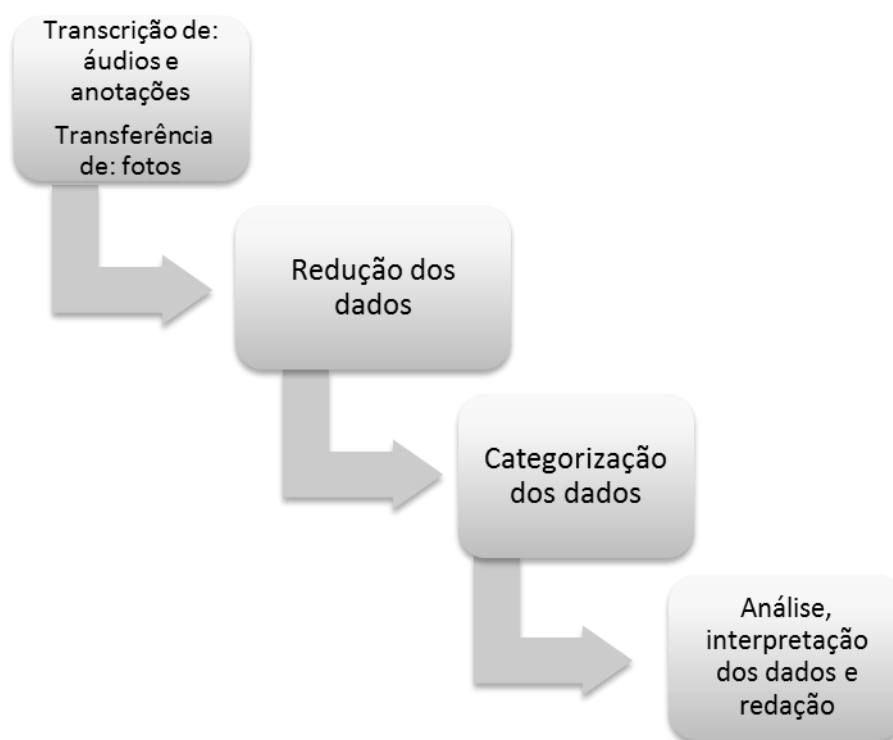 Transcrição de:
áudios e
anotações
Transferência
de: fotos
Redução dos
dados
Categorização
dos dados
Análise,
interpretação
dos dados e
redação